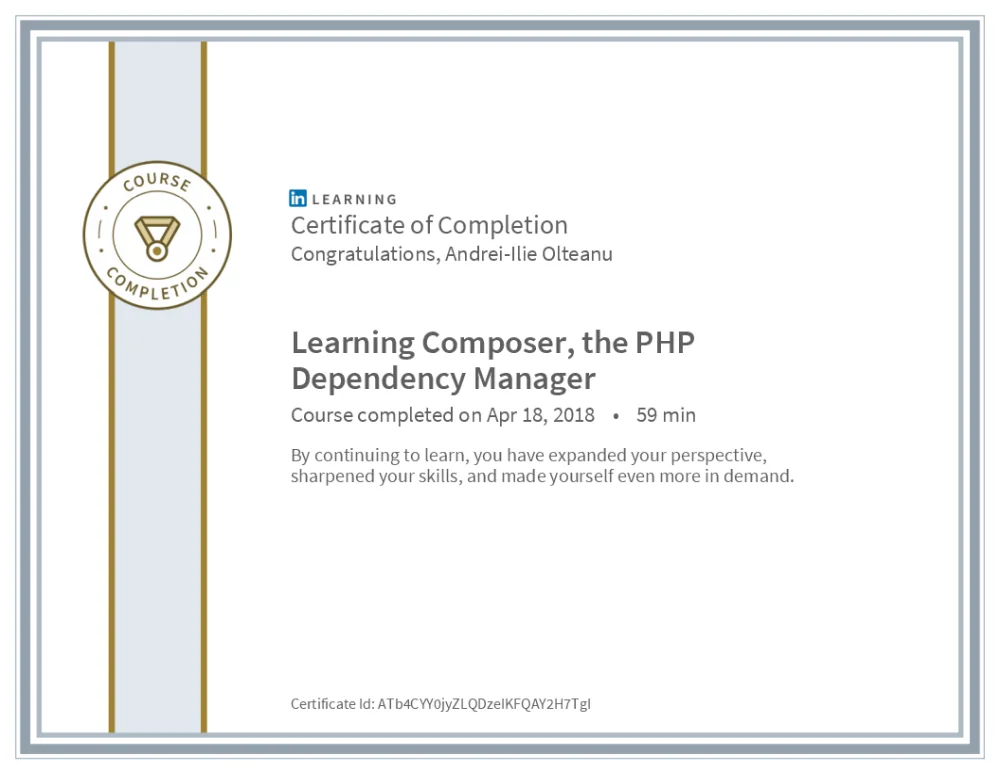 COURSE
COMPLETION
in LEARNING
Certificate of Completion
Congratulations, Andrei-Ilie Olteanu
Learning Composer, the PHP
Dependency Manager
Course completed on Apr 18, 2018 • 59 min
By continuing to learn, you have expanded your perspective,
sharpened your skills, and made yourself even more in demand.
Certificate Id: ATb4CYY0jyZLQDzeIKFQAY2H7TgI